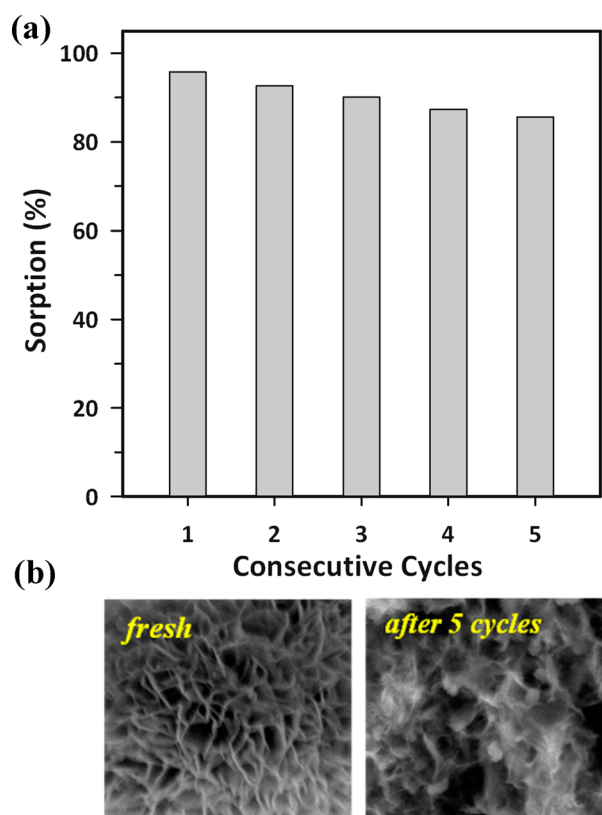 (a)
100
80
60
40
20
0
Sorption (%)
1 2 3 4 5
Consecutive Cycles
(b)
fresh
after 5 cycles